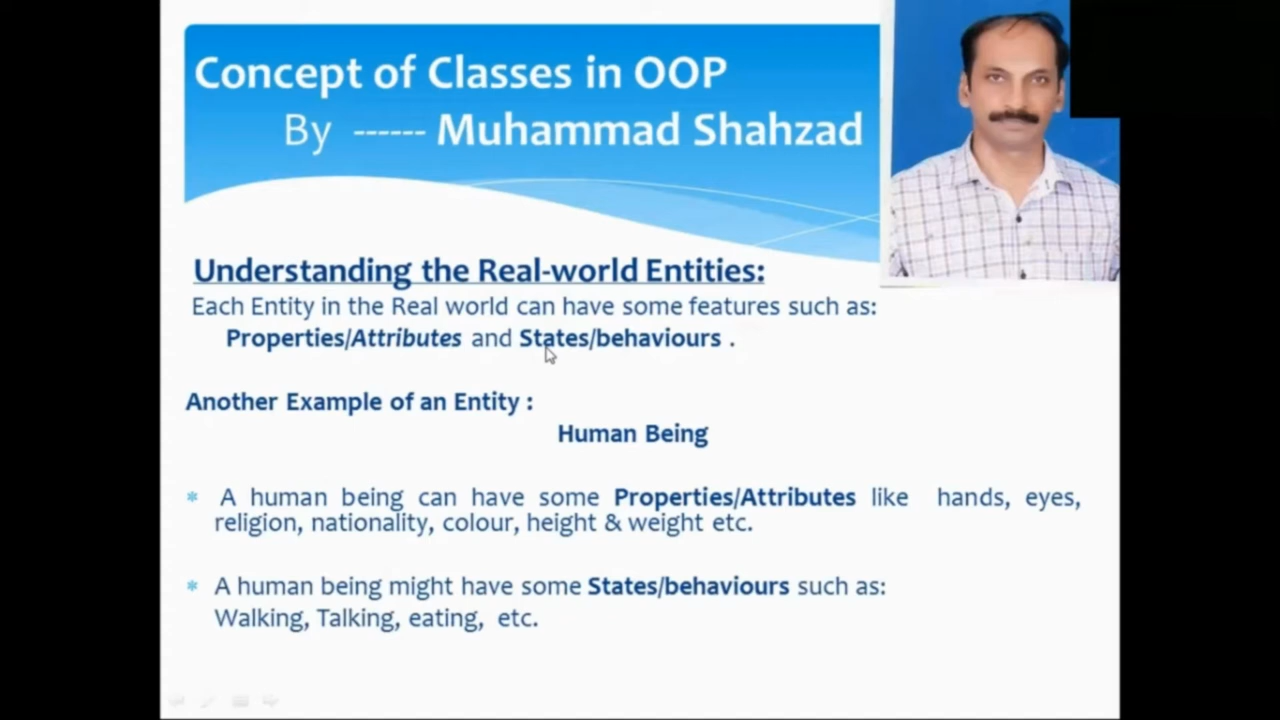 Concept of Classes in OOP
By ------ Muhammad Shahzad
Understanding the Real-world Entities:
Each Entity in the Real world can have some features such as:
Properties/Attributes and States/behaviours .
Another Example of an Entity :
Human Being
A human being can have some Properties/Attributes like hands, eyes,
religion, nationality, colour, height & weight etc.
A human being might have some States/behaviours such as:
Walking, Talking, eating, etc.